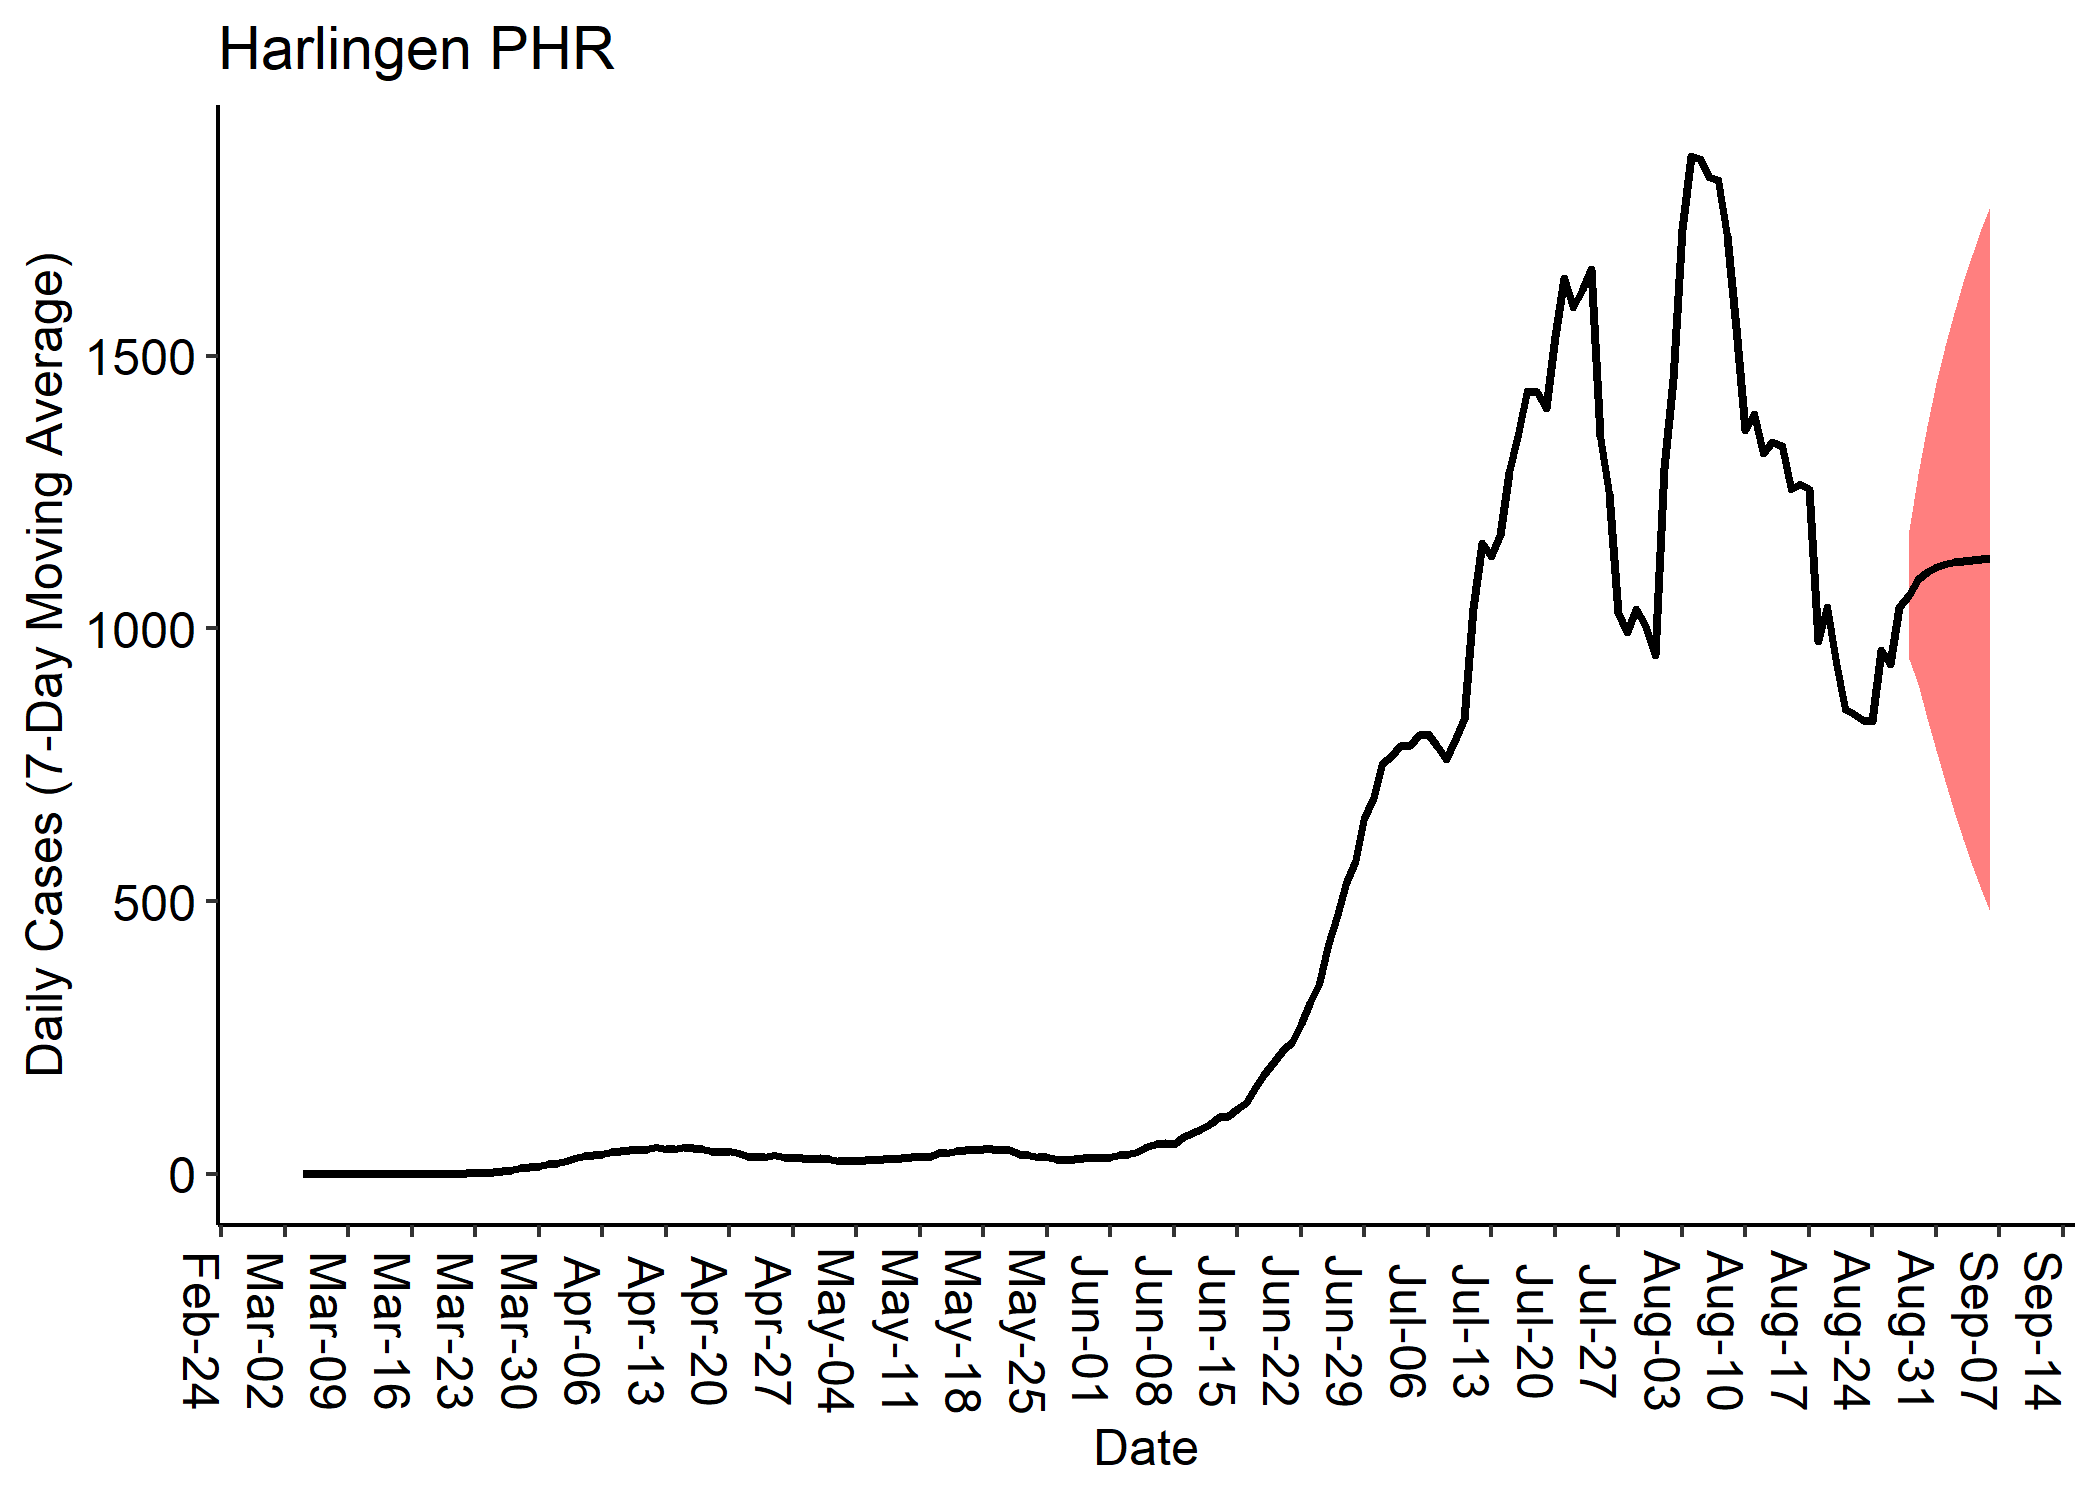 Harlingen PHR
Daily Cases (7-Day Moving Average)
1500
1000
500
0
Feb-24
Mar-02
Mar-09
Mar-16
Mar-23
Mar-30
Apr-06
Apr-13
Apr-20
Apr-27
May-04
May-11
May-18
May-25
Jun-01
Jun-08
Jun-15
Jun-22
Jun-29
Jul-06
Jul-13
Jul-20
Jul-27
Aug-03
Aug-10
Aug-17
Aug-24
Aug-31
Sep-07
Sep-14
Date